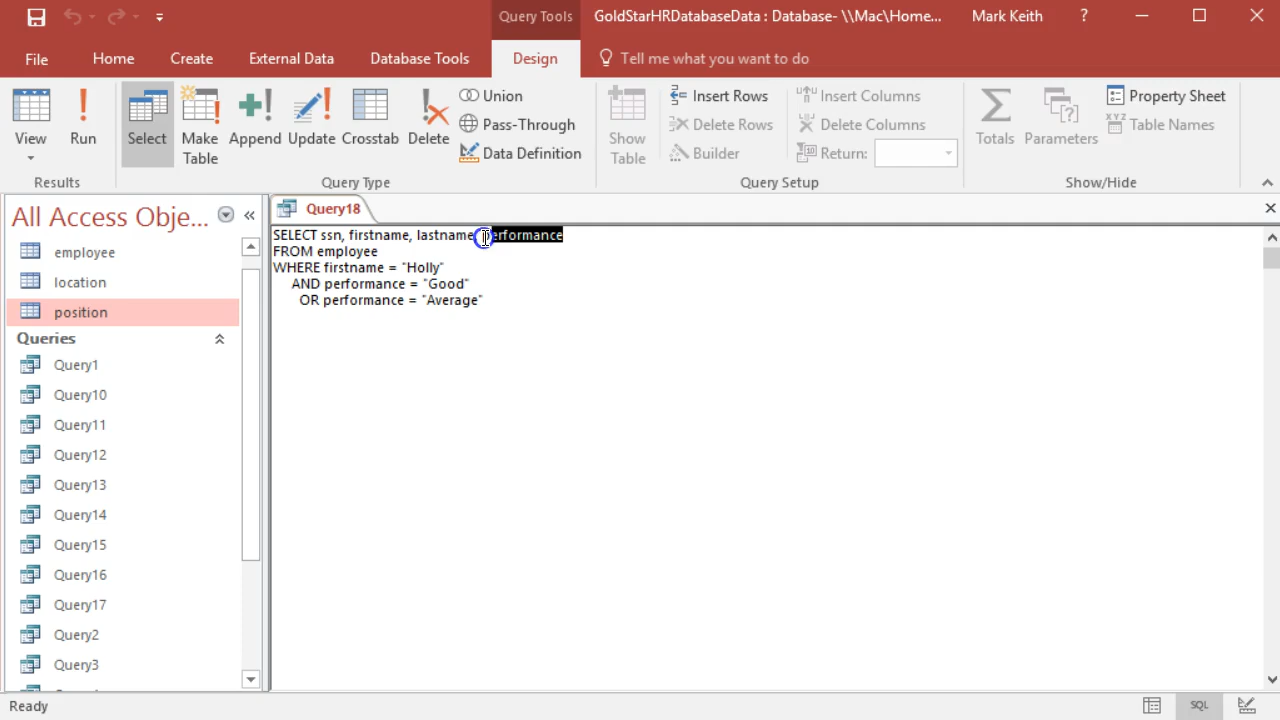 Query Tools
GoldStarHRDatabaseData : Database- \\Mac\Home...
Mark Keith
?
File
Home
Create
External Data
Database Tools
Design
Tell me what you want to do
View
Run
Select
Make Table
Append
Update
Crosstab
Delete
Union
Pass-Through
Data Definition
Show Table
Insert Rows
Delete Rows
Builder
Insert Columns
Delete Columns
Return:
Totals
Parameters
Property Sheet
Table Names
Results
Query Type
Query Setup
Show/Hide
All Access Obje...
employee
location
position
Queries
Query1
Query10
Query11
Query12
Query13
Query14
Query15
Query16
Query17
Query2
Query3
Query18
SELECT ssn, firstname, lastname, performance
FROM employee
WHERE firstname = "Holly"
AND performance = "Good"
OR performance = "Average"
Ready
SQL